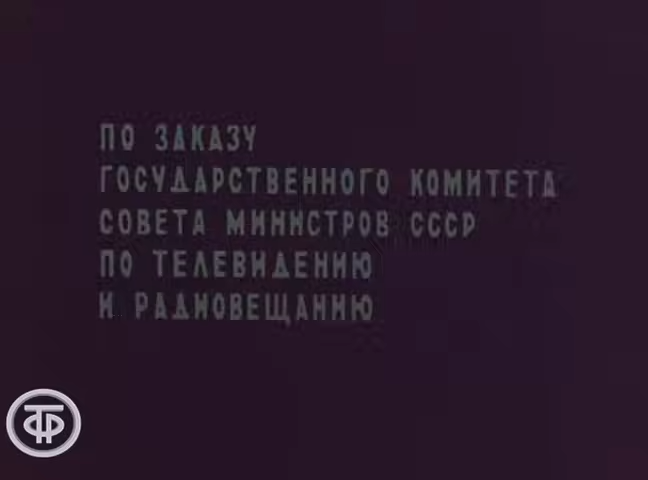 ПО ЗАКАЗУ
ГОСУДАРСТВЕННОГО КОМИТЕТА
СОВЕТА МИНИСТРОВ СССР
ПО ТЕЛЕВИДЕНИЮ
И РАДИОВЕЩАНИЮ